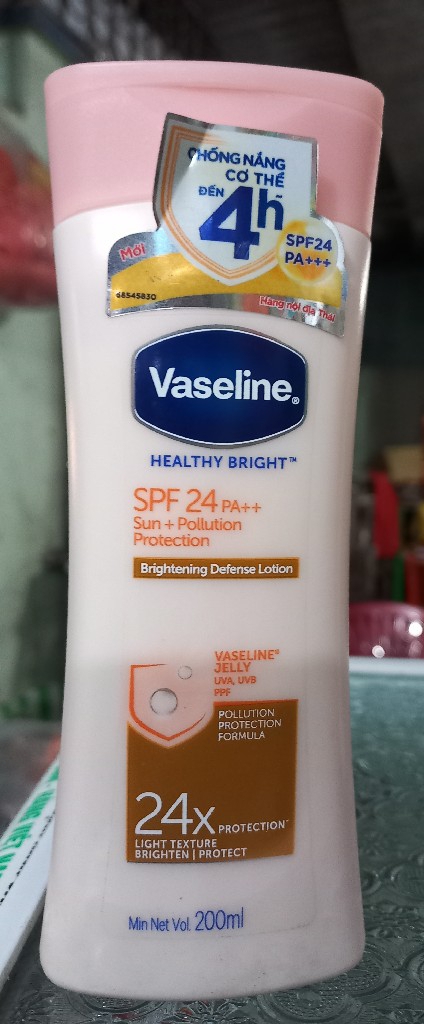 CHỐNG NẮNG
CƠ THỂ
ĐẾN
4h
SPF24
PA+++
Mới
68545830
Hàng nội địa Thái
Vaseline®
HEALTHY BRIGHT™
SPF 24 PA++
Sun + Pollution
Protection
Brightening Defense Lotion
VASELINE®
JELLY
UVA, UVB
PPF
POLLUTION
PROTECTION
FORMULA
24x PROTECTION*
LIGHT TEXTURE
BRIGHTEN | PROTECT
Min Net Vol. 200ml